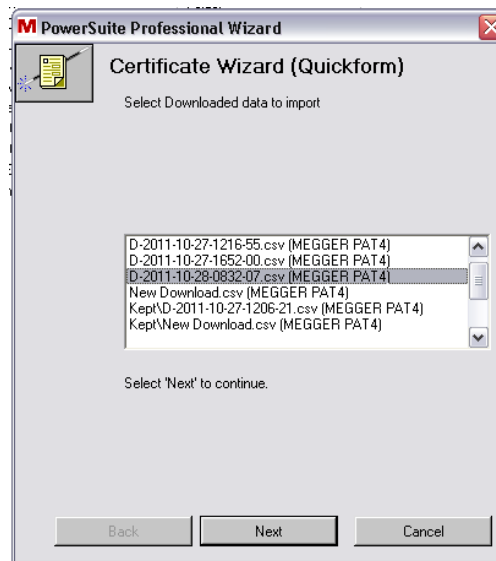 M PowerSuite Professional Wizard
Certificate Wizard (Quickform)
Select Downloaded data to import
D-2011-10-27-1216-55.csv (MEGGER PAT4)
D-2011-10-27-1652-00.csv (MEGGER PAT4)
D-2011-10-28-0832-07.csv (MEGGER PAT4)
New Download.csv (MEGGER PAT4)
Kept\D-2011-10-27-1206-21.csv (MEGGER PAT4)
Kept\New Download.csv (MEGGER PAT4)
Select 'Next' to continue.
Back
Next
Cancel